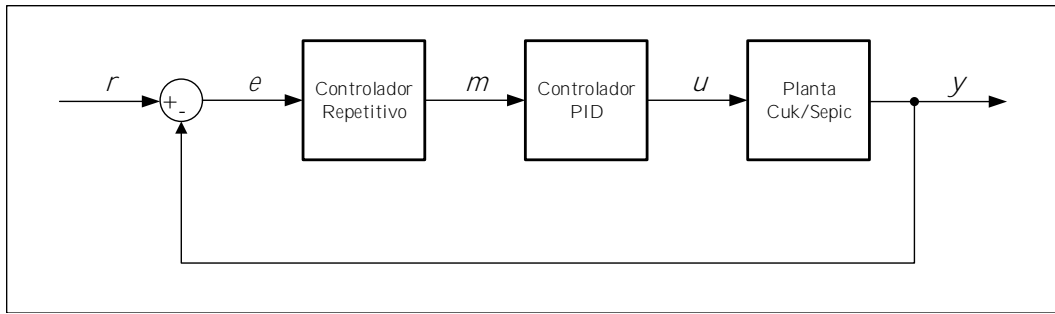 r
+
-
e
Controlador
Repetitivo
m
Controlador
PID
u
Planta
Cuk/Sepic
y